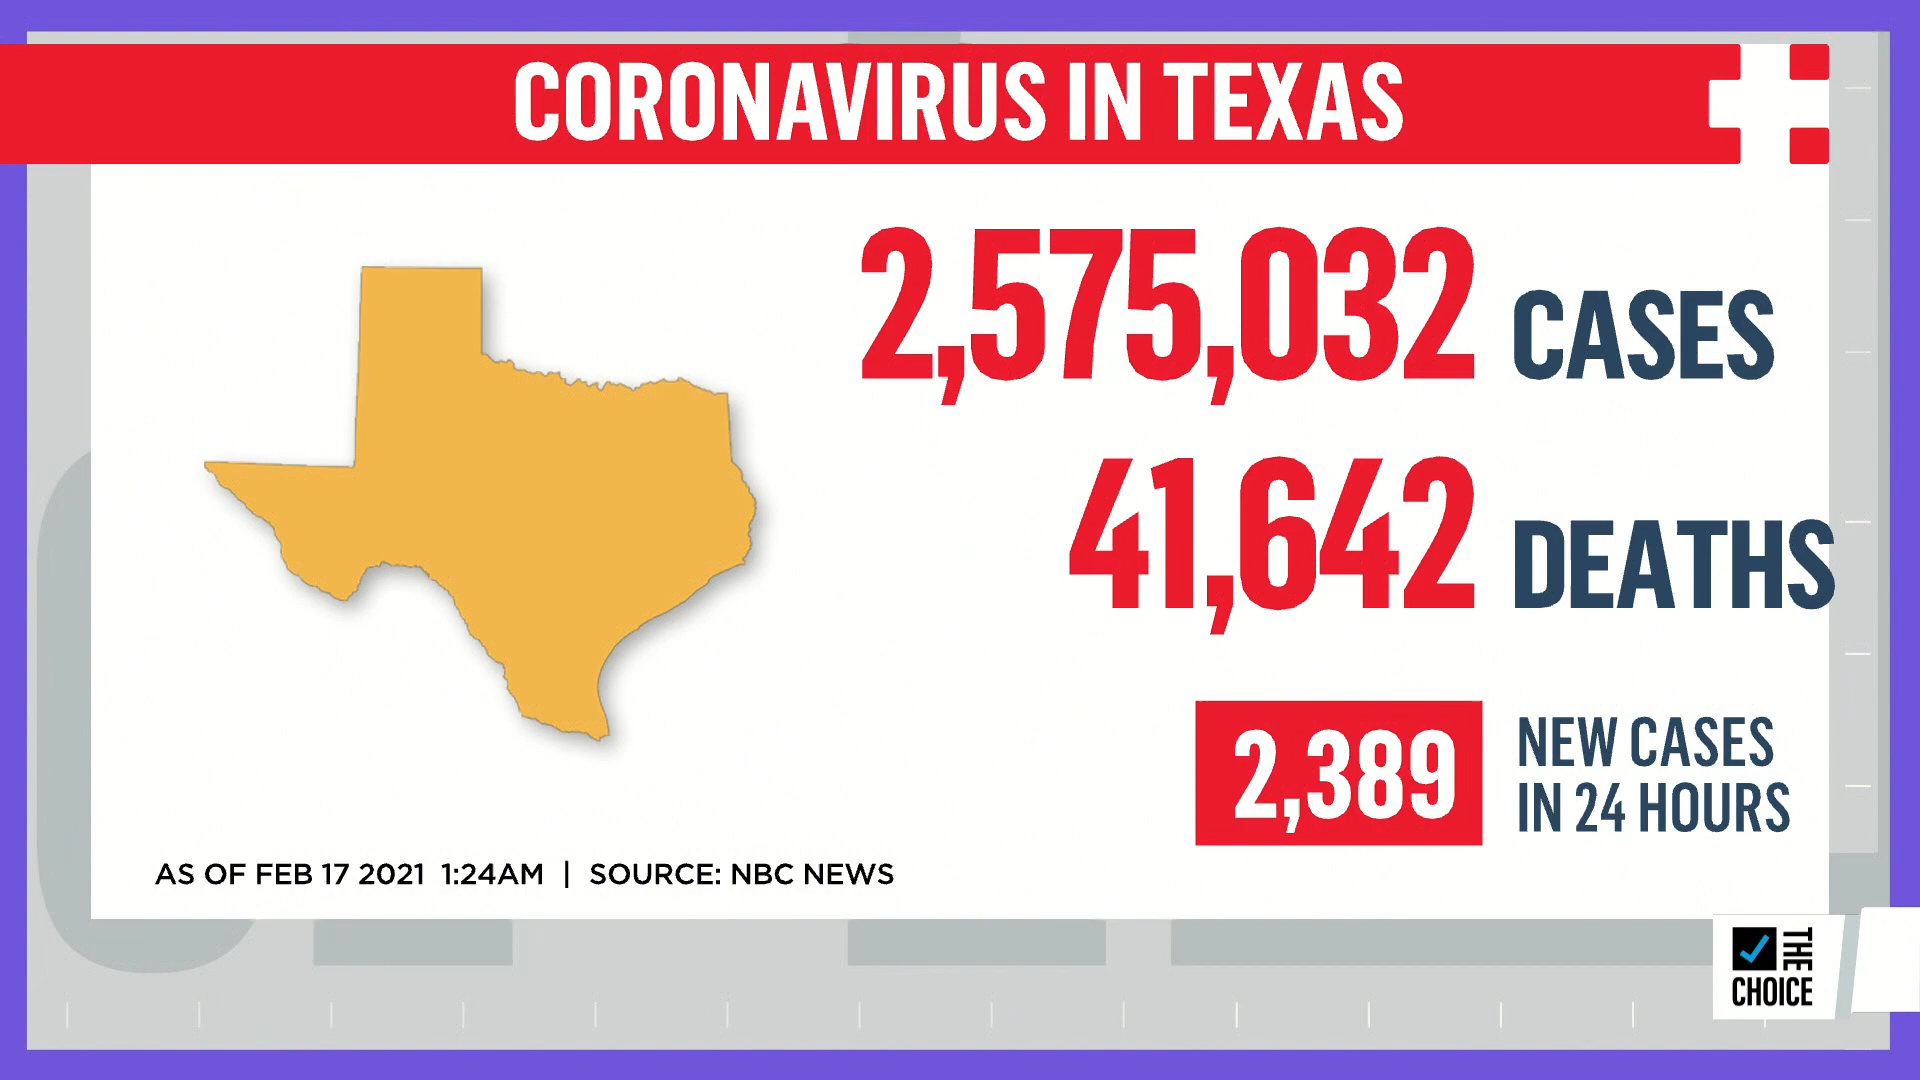 CORONAVIRUS IN TEXAS
2,575,032 CASES
41,642 DEATHS
2,389 NEW CASES
IN 24 HOURS
AS OF FEB 17 2021 1:24AM | SOURCE: NBC NEWS
THE
CHOICE